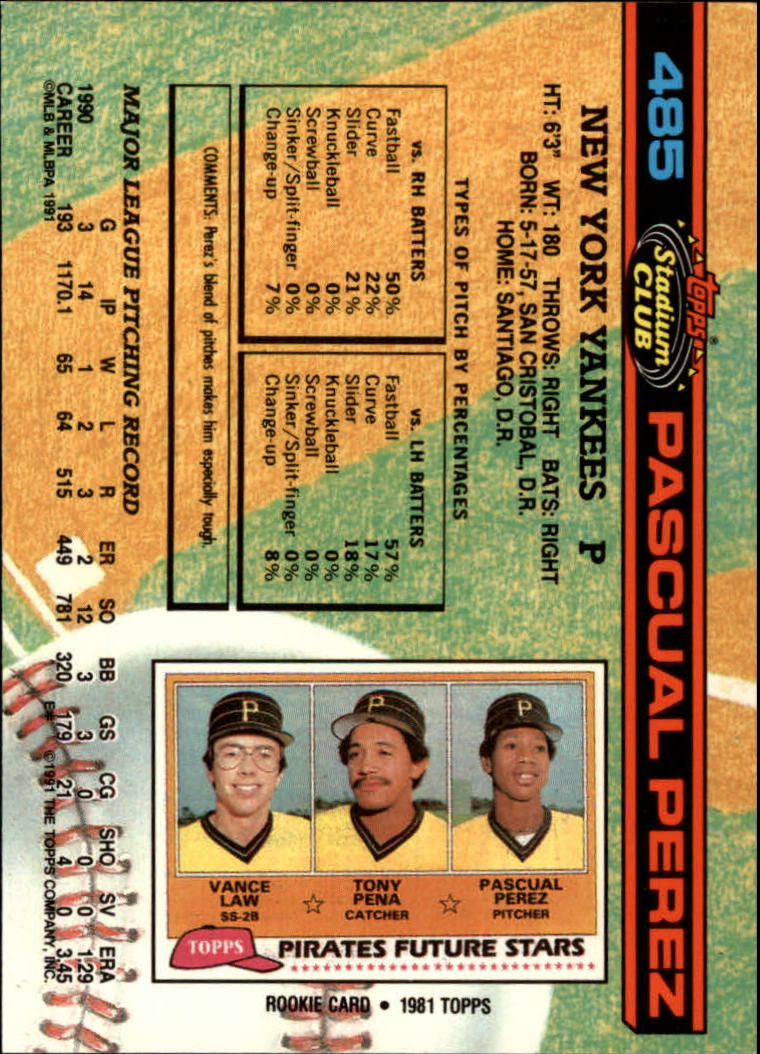 485 Topps® Stadium CLUB PASCUAL PEREZ
NEW YORK YANKEES P
HT: 6'3" WT: 180 THROWS: RIGHT BATS: RIGHT
BORN: 5-17-57, SAN CRISTOBAL, D.R.
HOME: SANTIAGO, D.R.
TYPES OF PITCH BY PERCENTAGES
vs. RH BATTERS
Fastball 50%
Curve 22%
Slider 21%
Knuckleball 0%
Screwball 0%
Sinker/Split-finger 0%
Change-up 7%
vs. LH BATTERS
Fastball 57%
Curve 17%
Slider 18%
Knuckleball 0%
Screwball 0%
Sinker/Split-finger 0%
Change-up 8%
COMMENTS: Perez's blend of pitches makes him especially tough.
MAJOR LEAGUE PITCHING RECORD
G IP W L R ER SO BB GS CG SHO SV ERA
1990 3 14 1 2 3 2 12 3 3 0 0 0 1.29
CAREER 193 1170.1 65 64 515 449 781 320 179 21 4 0 3.45
©MLB & MLBPA 1991 E* ©1991 THE TOPPS COMPANY, INC.
P P P
VANCE LAW SS-2B
TONY PENA CATCHER
PASCUAL PEREZ PITCHER
TOPPS PIRATES FUTURE STARS
ROOKIE CARD • 1981 TOPPS